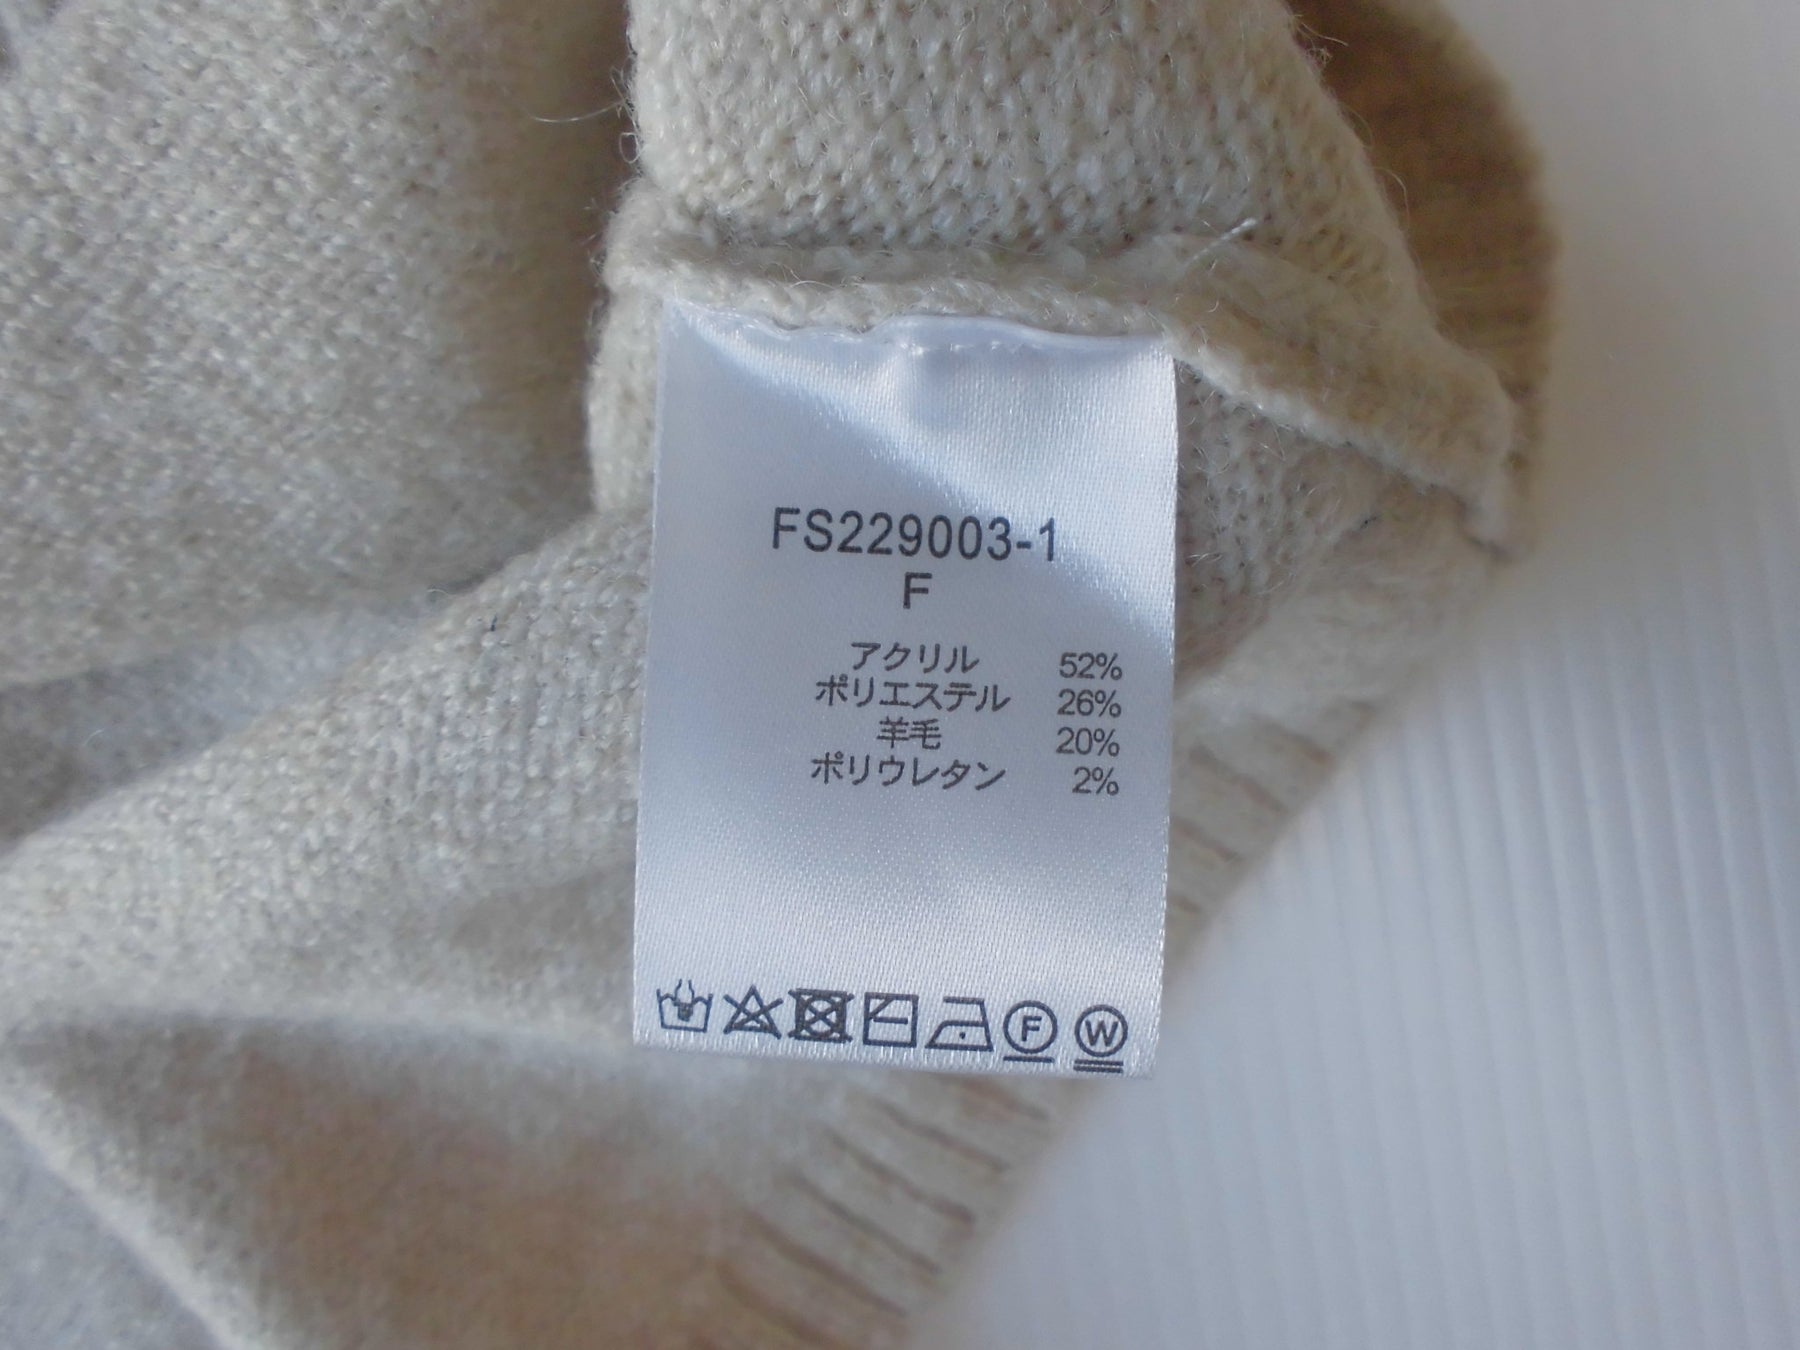 FS229003-1
F
アクリル 52%
ポリエステル 26%
羊毛 20%
ポリウレタン 2%
F W